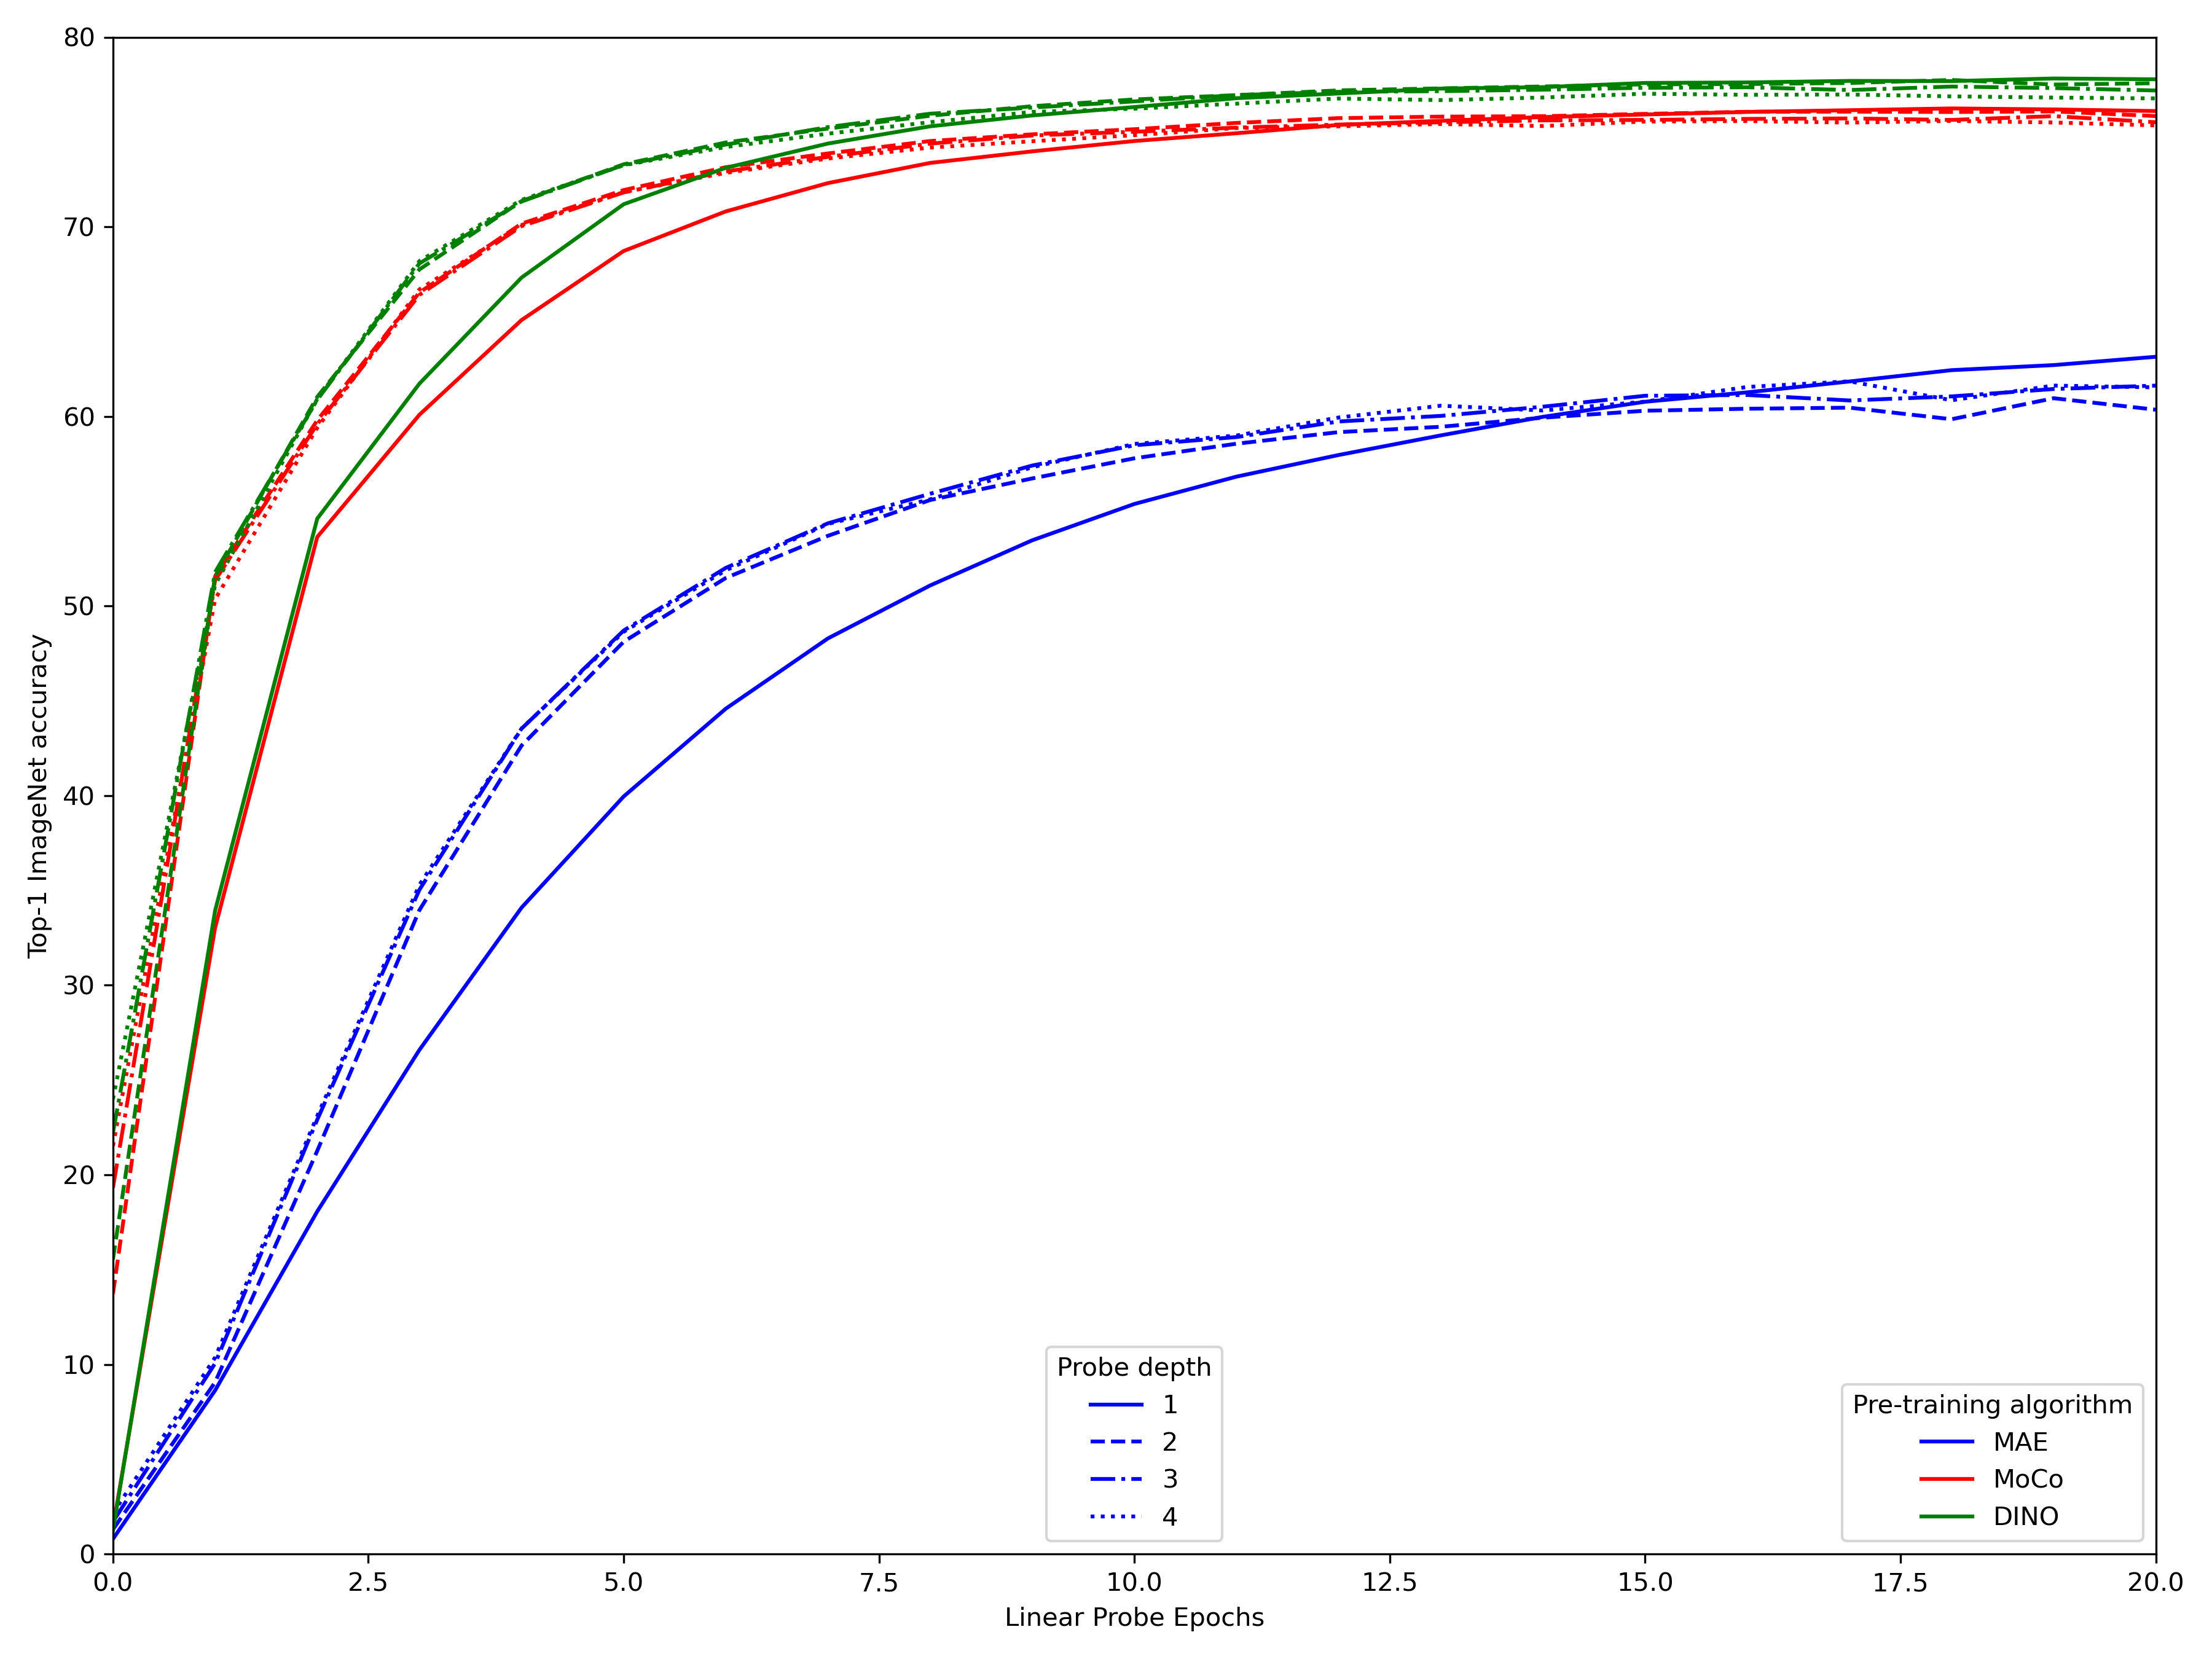 80
70
60
50
40
30
20
10
0
Top-1 ImageNet accuracy
0.0 2.5 5.0 7.5 10.0 12.5 15.0 17.5 20.0
Linear Probe Epochs
Probe depth
1
2
3
4
Pre-training algorithm
MAE
MoCo
DINO